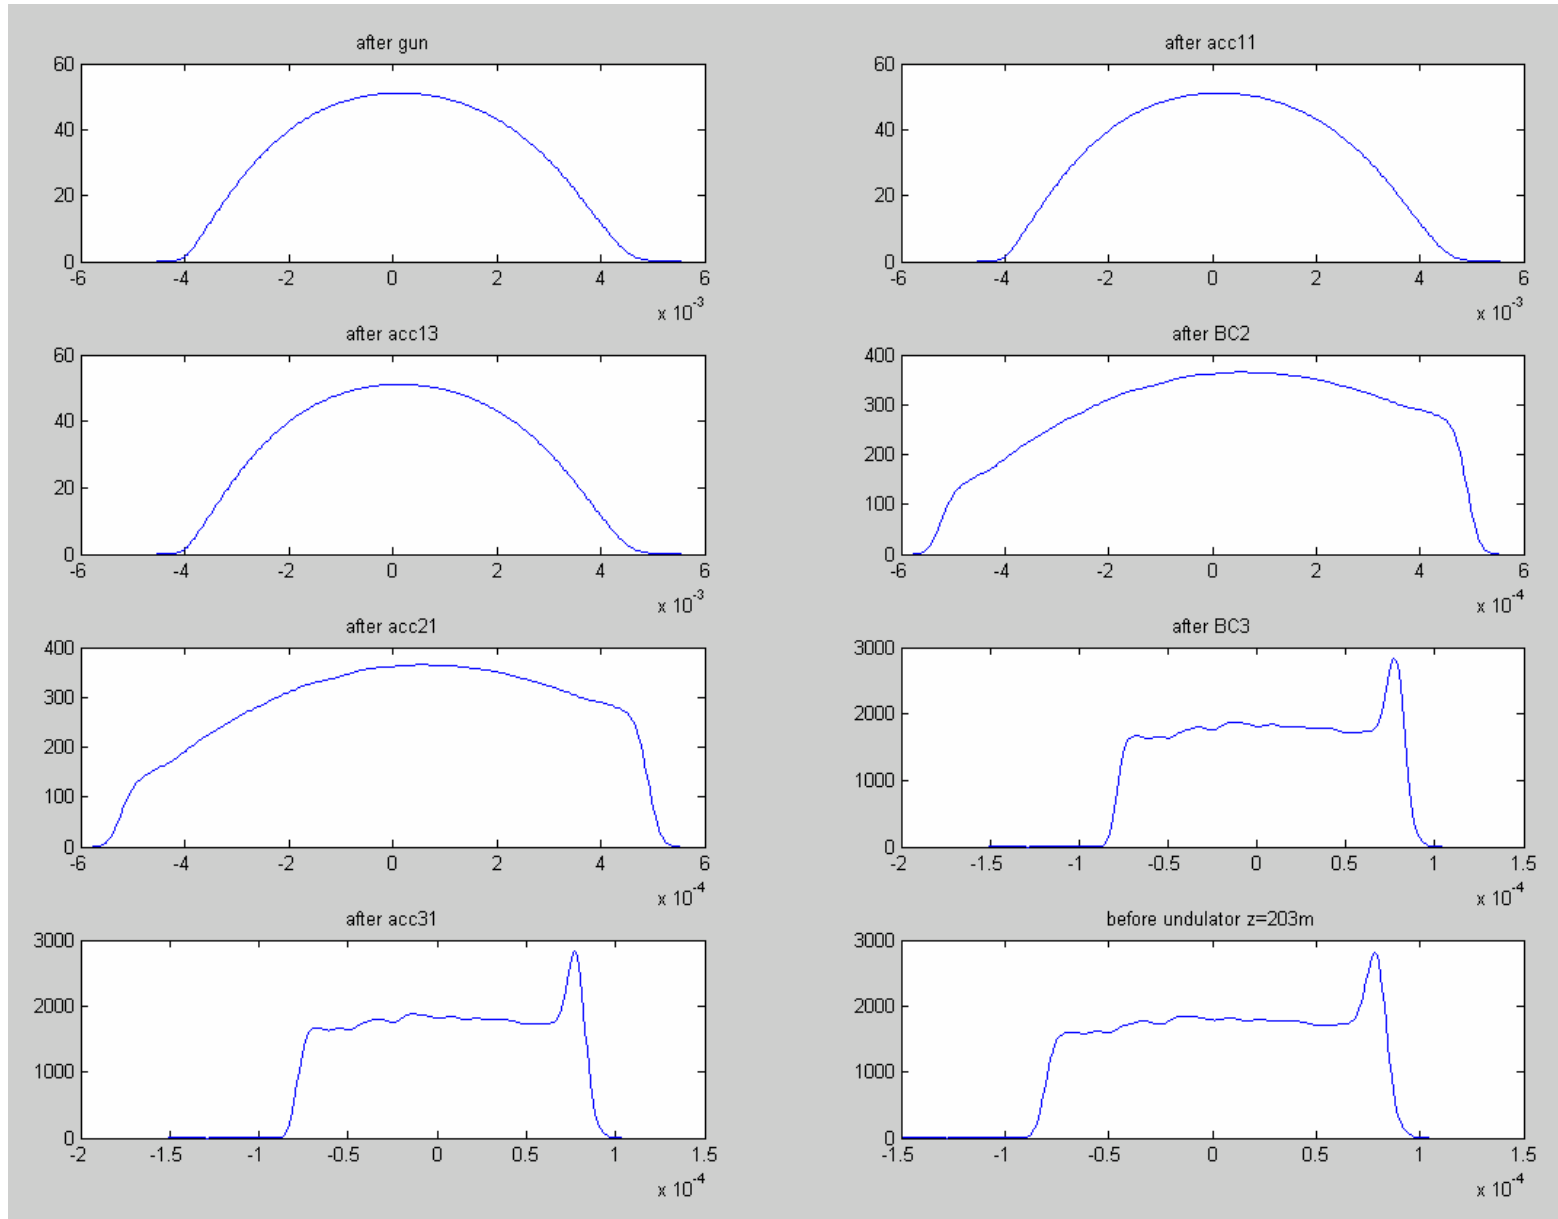 after gun
60
40
20
0
-6 -4 -2 0 2 4 6
x 10^-3
after acc11
60
40
20
0
-6 -4 -2 0 2 4 6
x 10^-3
after acc13
60
40
20
0
-6 -4 -2 0 2 4 6
x 10^-3
after BC2
400
300
200
100
0
-6 -4 -2 0 2 4 6
x 10^-4
after acc21
400
300
200
100
0
-6 -4 -2 0 2 4 6
x 10^-4
after BC3
3000
2000
1000
0
-2 -1.5 -1 -0.5 0 0.5 1 1.5
x 10^-4
after acc31
3000
2000
1000
0
-2 -1.5 -1 -0.5 0 0.5 1 1.5
x 10^-4
before undulator z=203m
3000
2000
1000
0
-1.5 -1 -0.5 0 0.5 1 1.5
x 10^-4